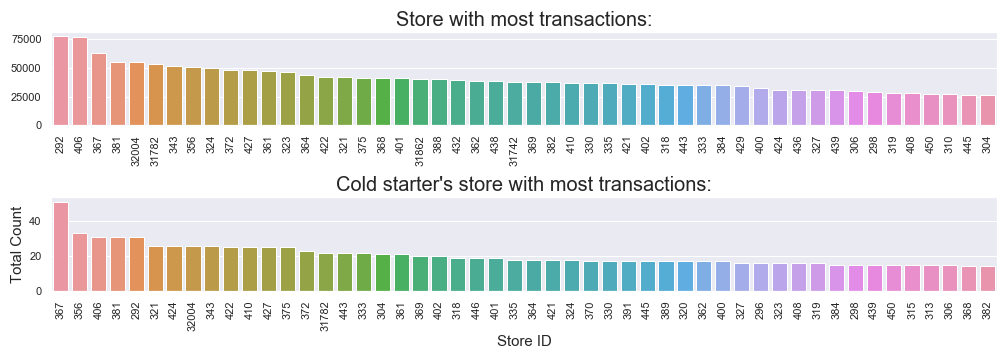 Store with most transactions:
75000
50000
25000
0
292 406 367 381 32004 31782 343 356 324 372 427 361 323 364 422 321 375 368 401 31862 388 432 362 438 31742 369 382 410 330 335 421 402 318 443 333 384 429 400 424 436 327 439 306 298 319 408 450 310 445 304
Cold starter's store with most transactions:
Total Count
40
20
0
367 356 406 381 292 321 424 32004 343 422 410 427 375 372 31782 443 333 304 361 369 402 318 446 401 335 364 421 324 370 330 391 445 389 320 362 400 327 296 323 408 319 384 298 439 450 315 313 306 368 382
Store ID